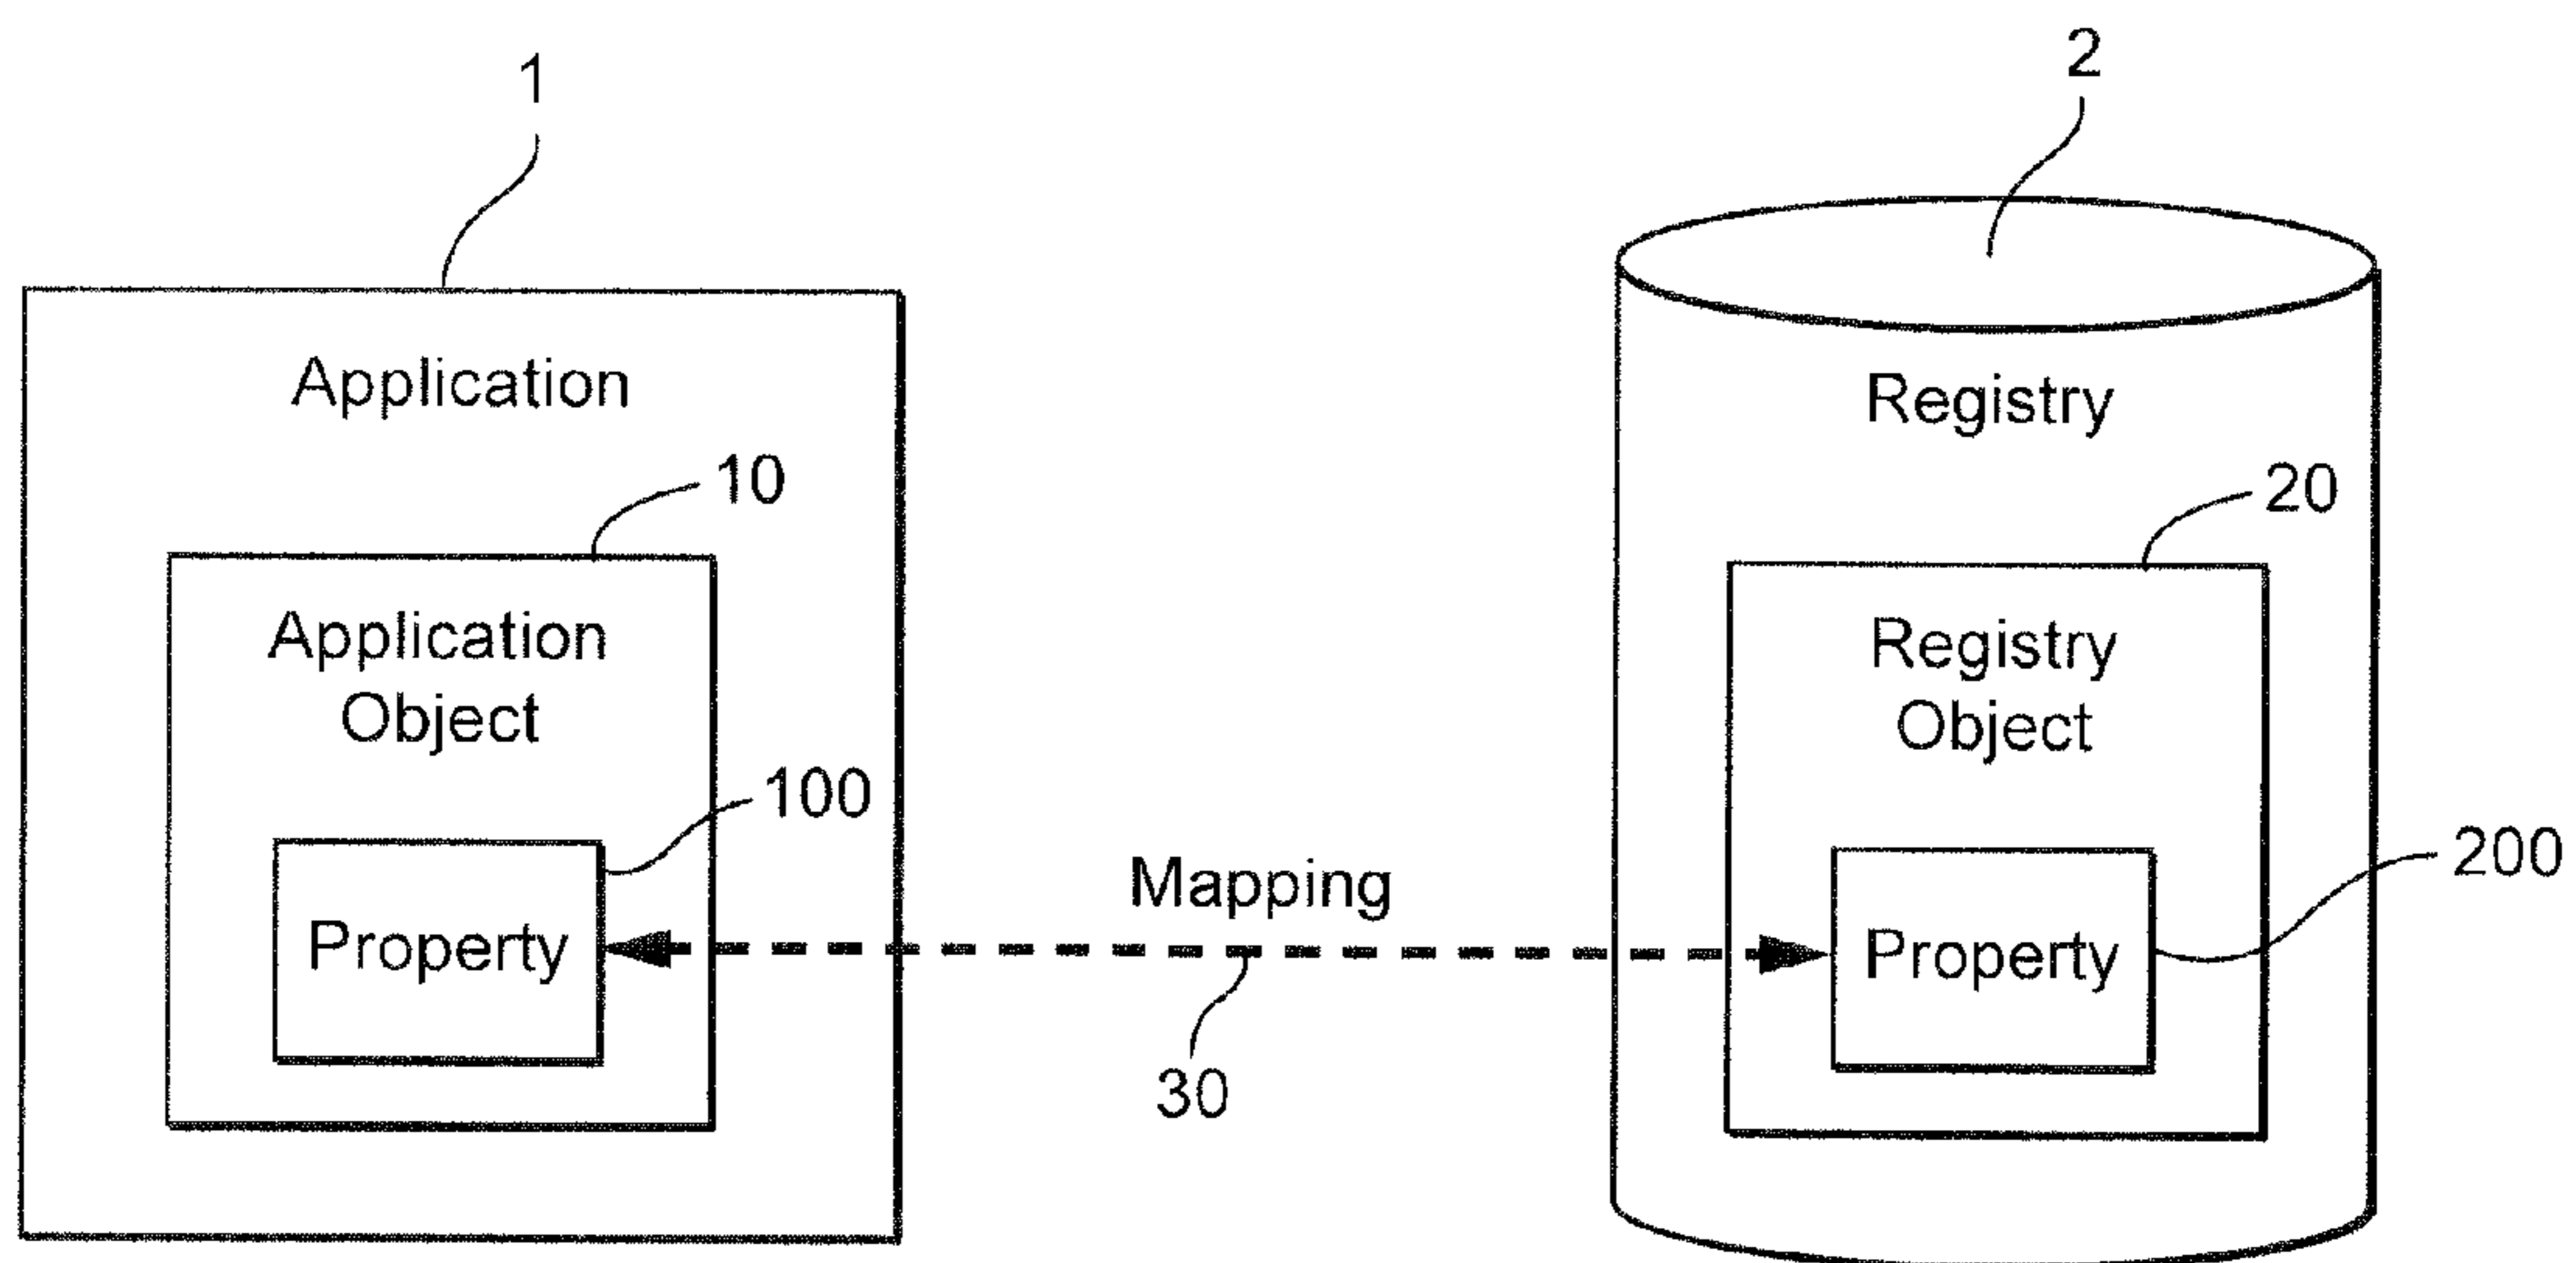 1
2
Application
Registry
10
20
Application
Object
Registry
Object
100
200
Mapping
Property
Property
30